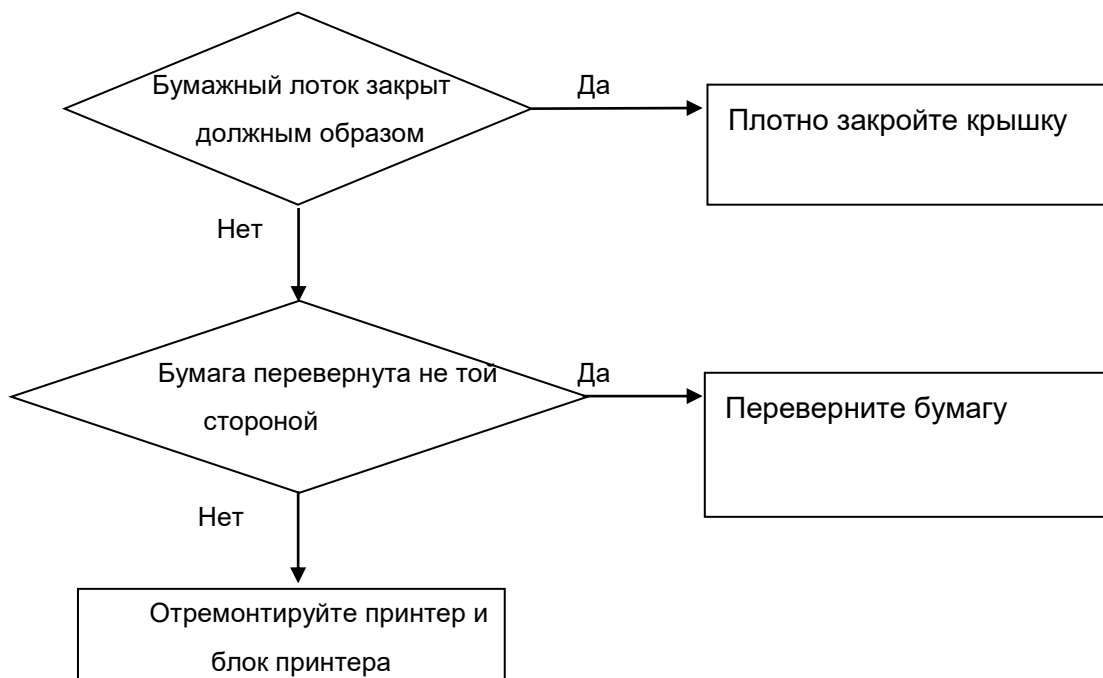 Бумажный лоток закрыт
должным образом
Да
Плотно закройте крышку
Нет
Бумага перевернута не той
стороной
Да
Переверните бумагу
Нет
Отремонтируйте принтер и
блок принтера